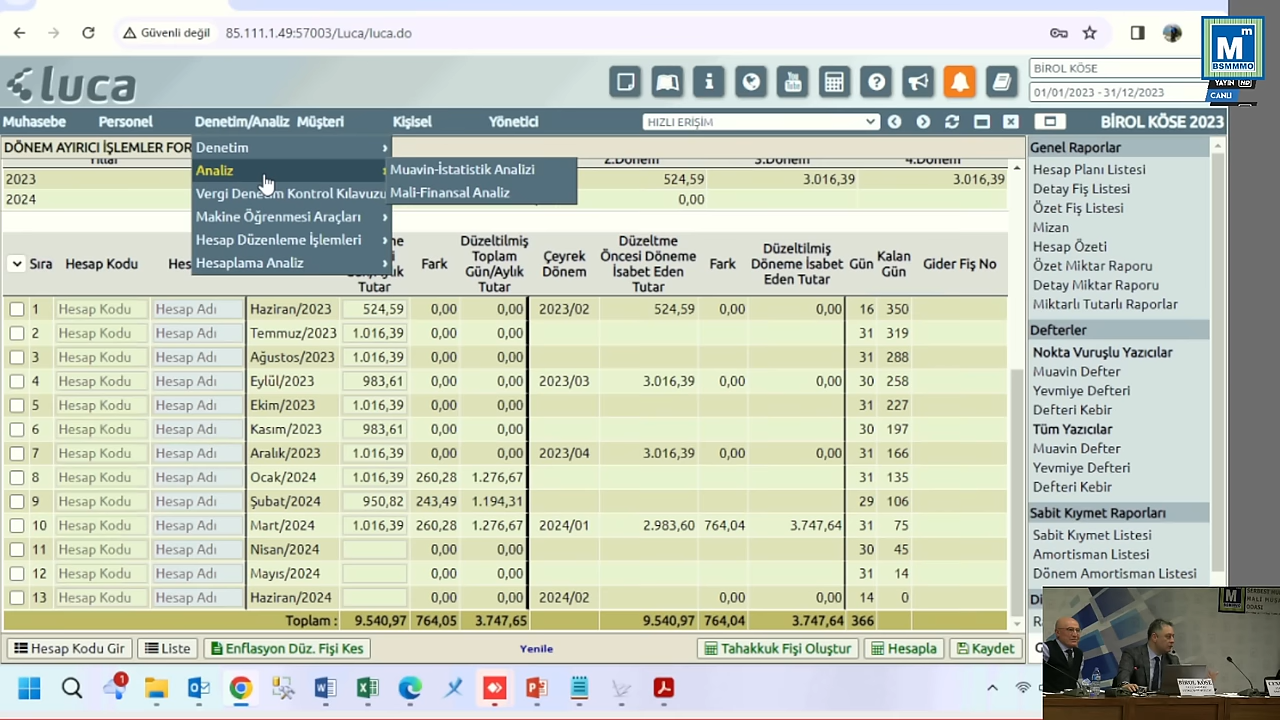 Güvenli değil 85.111.1.49:57003/Luca/luca.do
Mm
BSMMMO
YAYIN
CANLI
luca
BİROL KÖSE
01/01/2023 - 31/12/2023
Muhasebe Personel Denetim/Analiz Müşteri Kişisel Yönetici HIZLI ERİŞİM BİROL KÖSE 2023
DÖNEM AYIRICI İŞLEMLER FOR
Denetim
Analiz
Vergi Denetim Kontrol Kılavuzu
Makine Öğrenmesi Araçları
Hesap Düzenleme İşlemleri
Hesaplama Analiz
Muavin-İstatistik Analizi
Mali-Finansal Analiz
Yıllar 2.Dönem 3.Dönem 4.Dönem
2023 524,59 3.016,39 3.016,39
2024 0,00
Sıra Hesap Kodu Hes Gün/Aylık Tutar Fark Düzeltilmiş Toplam Gün/Aylık Tutar Çeyrek Dönem Düzeltme Öncesi Döneme İsabet Eden Tutar Fark Düzeltilmiş Döneme İsabet Eden Tutar Gün Kalan Gün Gider Fiş No
1 Hesap Kodu Hesap Adı Haziran/2023 524,59 0,00 0,00 2023/02 524,59 0,00 0,00 16 350
2 Hesap Kodu Hesap Adı Temmuz/2023 1.016,39 0,00 0,00 31 319
3 Hesap Kodu Hesap Adı Ağustos/2023 1.016,39 0,00 0,00 31 288
4 Hesap Kodu Hesap Adı Eylül/2023 983,61 0,00 0,00 2023/03 3.016,39 0,00 0,00 30 258
5 Hesap Kodu Hesap Adı Ekim/2023 1.016,39 0,00 0,00 31 227
6 Hesap Kodu Hesap Adı Kasım/2023 983,61 0,00 0,00 30 197
7 Hesap Kodu Hesap Adı Aralık/2023 1.016,39 0,00 0,00 2023/04 3.016,39 0,00 0,00 31 166
8 Hesap Kodu Hesap Adı Ocak/2024 1.016,39 260,28 1.276,67 31 135
9 Hesap Kodu Hesap Adı Şubat/2024 950,82 243,49 1.194,31 29 106
10 Hesap Kodu Hesap Adı Mart/2024 1.016,39 260,28 1.276,67 2024/01 2.983,60 764,04 3.747,64 31 75
11 Hesap Kodu Hesap Adı Nisan/2024 0,00 0,00 30 45
12 Hesap Kodu Hesap Adı Mayıs/2024 0,00 0,00 31 14
13 Hesap Kodu Hesap Adı Haziran/2024 0,00 0,00 2024/02 0,00 0,00 14 0
Toplam : 9.540,97 764,05 3.747,65 9.540,97 764,04 3.747,64 366
Hesap Kodu Gir Liste Enflasyon Düz. Fişi Kes Yenile Tahakkuk Fişi Oluştur Hesapla Kaydet
Genel Raporlar
Hesap Planı Listesi
Detay Fiş Listesi
Özet Fiş Listesi
Mizan
Hesap Özeti
Özet Miktar Raporu
Detay Miktar Raporu
Miktarlı Tutarlı Raporlar
Defterler
Nokta Vuruşlu Yazıcılar
Muavin Defter
Yevmiye Defteri
Defteri Kebir
Tüm Yazıcılar
Muavin Defter
Yevmiye Defteri
Defteri Kebir
Sabit Kıymet Raporları
Sabit Kıymet Listesi
Amortisman Listesi
Dönem Amortisman Listesi
BİROL KÖSE